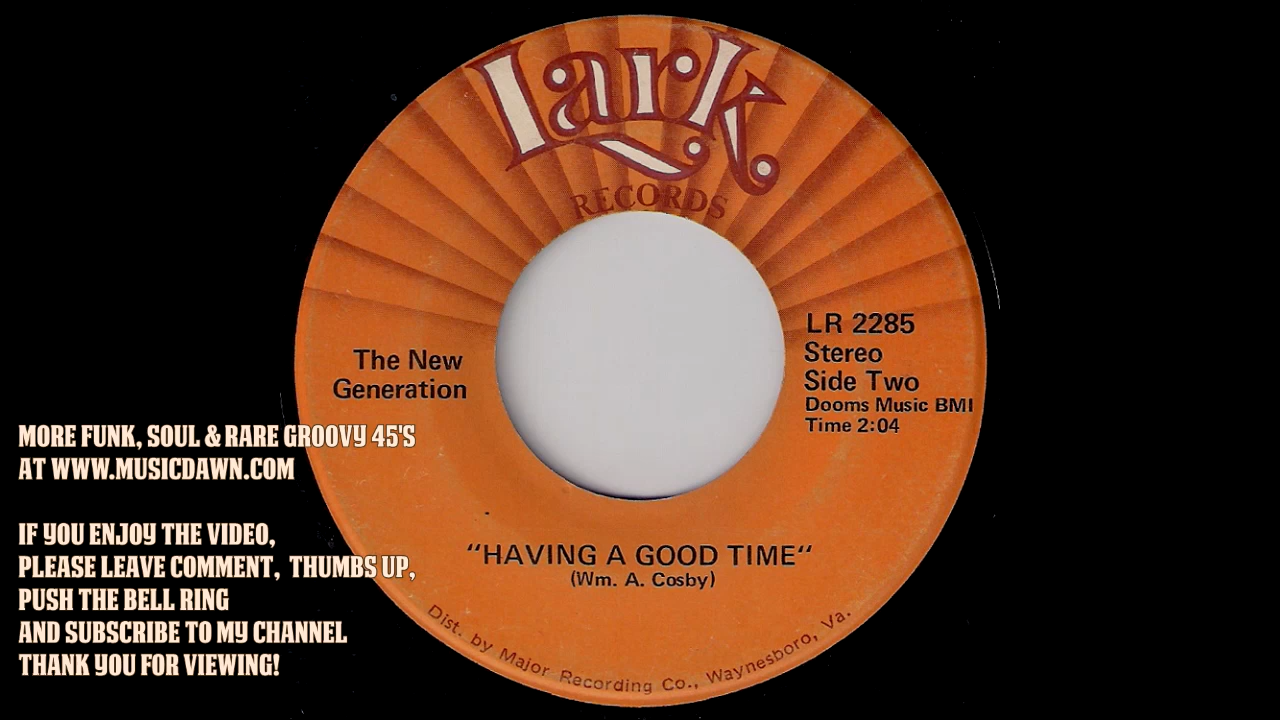 Lark
RECORDS
The New
Generation
LR 2285
Stereo
Side Two
Dooms Music BMI
Time 2:04
MORE FUNK, SOUL & RARE GROOVY 45'S
AT WWW.MUSICDAWN.COM
IF YOU ENJOY THE VIDEO,
PLEASE LEAVE COMMENT, THUMBS UP,
PUSH THE BELL RING
AND SUBSCRIBE TO MY CHANNEL
THANK YOU FOR VIEWING!
"HAVING A GOOD TIME"
(Wm. A. Cosby)
Dist. by Major Recording Co., Waynesboro, Va.